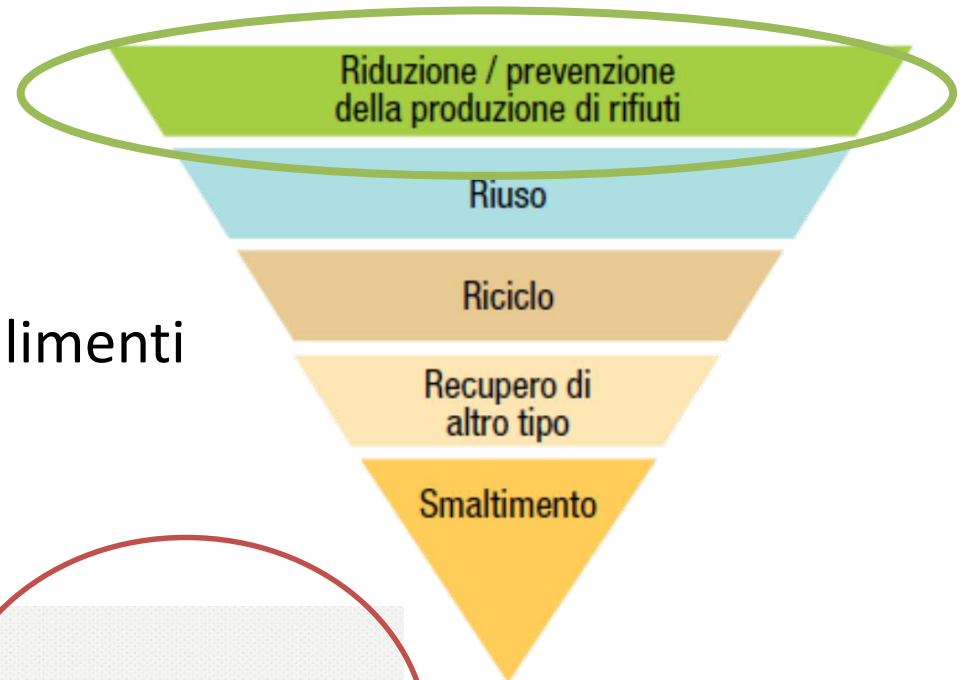 Riduzione / prevenzione
della produzione di rifiuti
Riuso
Riciclo
limenti
Recupero di
altro tipo
Smaltimento